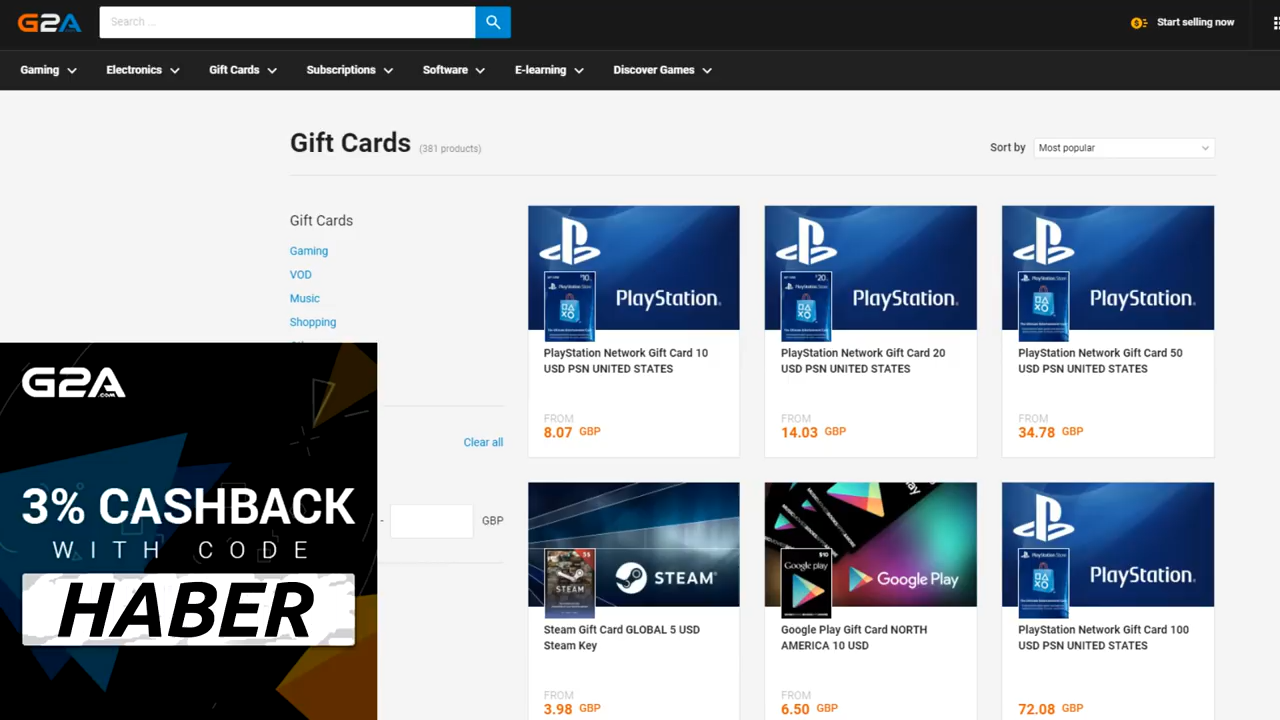 G2A
Search ...
Start selling now
Gaming
Electronics
Gift Cards
Subscriptions
Software
E-learning
Discover Games
Gift Cards (381 products)
Sort by
Most popular
Gift Cards
Gaming
VOD
Music
Shopping
Clear all
- GBP
PlayStation
PlayStation Network Gift Card 10
USD PSN UNITED STATES
FROM
8.07 GBP
PlayStation
PlayStation Network Gift Card 20
USD PSN UNITED STATES
FROM
14.03 GBP
PlayStation
PlayStation Network Gift Card 50
USD PSN UNITED STATES
FROM
34.78 GBP
STEAM
STEAM
Steam Gift Card GLOBAL 5 USD
Steam Key
FROM
3.98 GBP
$10
Google play
Google Play
Google Play Gift Card NORTH
AMERICA 10 USD
FROM
6.50 GBP
PlayStation
PlayStation Network Gift Card 100
USD PSN UNITED STATES
72.08 GBP
G2A
.COM
3% CASHBACK
WITH CODE
HABER